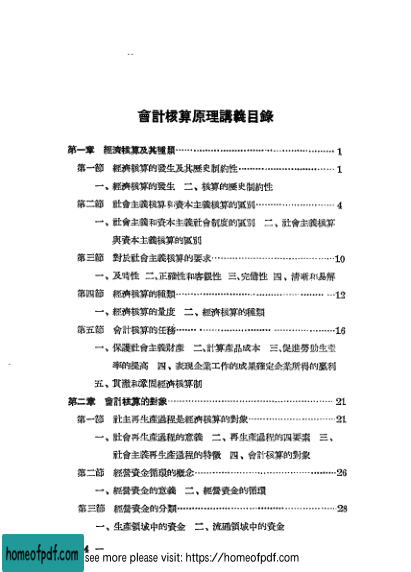 會計核算原理講義目錄
第一章 經濟核算及其種類……1
第一節 經濟核算的發生及其歷史制約性……1
一、經濟核算的發生 二、核算的歷史制約性
第二節 社會主義核算和資本主義核算的區別……4
一、社會主義和資本主義社會制度的區別 二、社會主義核算
與資本主義核算的區別
第三節 對於社會主義核算的要求……10
一、及時性 二、正確性和客觀性 三、完備性 四、清晰和易解
第四節 經濟核算的種類……12
一、經濟核算的量度 二、經濟核算的種類
第五節 會計核算的任務……16
一、保護社會主義財產 二、計算產品成本 三、促進勞動生產
率的提高 四、表現企業工作的成果確定企業所得的盈利
五、貫澈和鞏固經濟核算制
第二章 會計核算的對象……21
第一節 社主再生產過程是經濟核算的對象……21
一、社會再生產過程的意義 二、再生產過程的四要素 三、
社會主義再生產過程的特徵 四、會計核算的對象
第二節 經營資金循環的概念……26
一、經營資金的意義 二、經營資金的循環
第三節 經營資金的分類……28
一、生產領域中的資金 二、流通領域中的資金
homeofpdf.com
see more please visit: https://homeofpdf.com